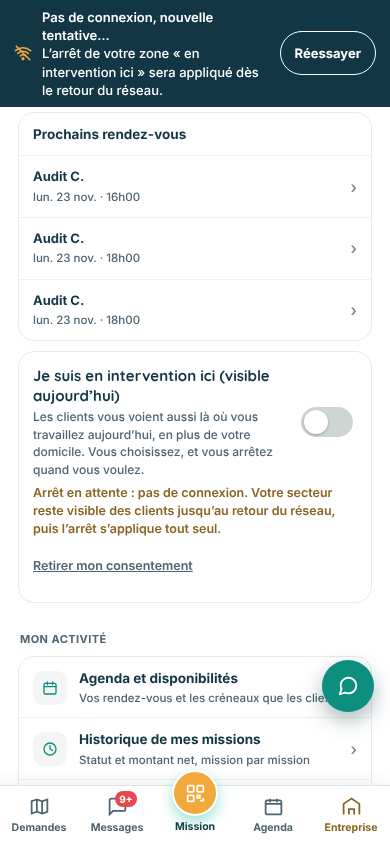 Pas de connexion, nouvelle
tentative…
L’arrêt de votre zone « en
intervention ici » sera appliqué dès
le retour du réseau.
Réessayer
Prochains rendez-vous
Audit C.
lun. 23 nov. · 16h00
Audit C.
lun. 23 nov. · 18h00
Audit C.
lun. 23 nov. · 18h00
Je suis en intervention ici (visible
aujourd’hui)
Les clients vous voient aussi là où vous
travaillez aujourd’hui, en plus de votre
domicile. Vous choisissez, et vous arrêtez
quand vous voulez.
Arrêt en attente : pas de connexion. Votre secteur
reste visible des clients jusqu’au retour du réseau,
puis l’arrêt s’applique tout seul.
Retirer mon consentement
MON ACTIVITÉ
Agenda et disponibilités
Vos rendez-vous et les créneaux que les
Historique de mes missions
Statut et montant net, mission par mission
9+
Demandes
Messages
Mission
Agenda
Entreprise